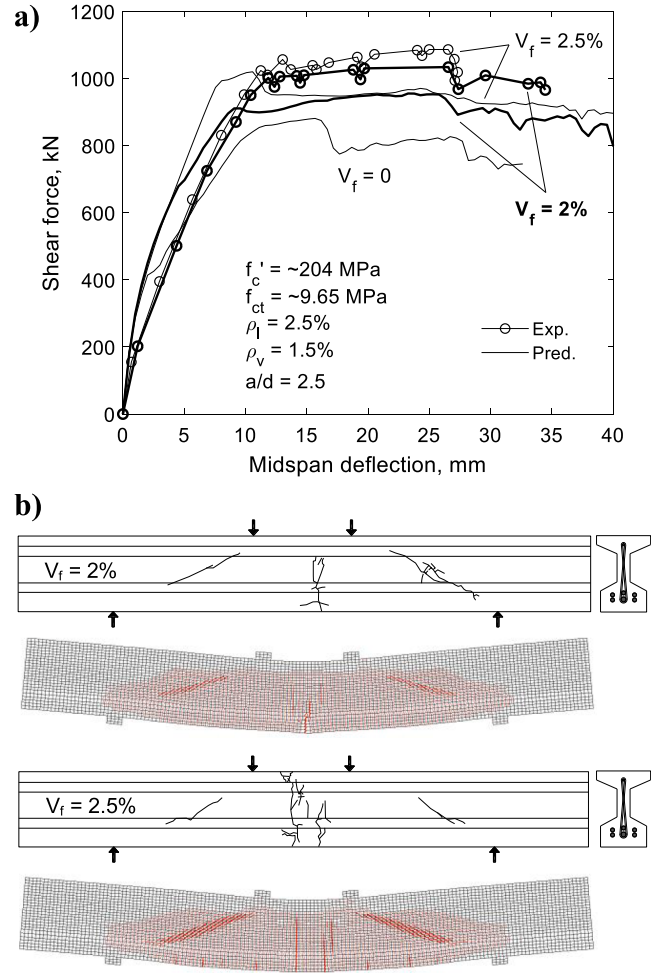 a)
1200
1000
800
600
400
200
0
Shear force, kN
V_f = 2.5%
V_f = 0
V_f = 2%
f_c' = ~204 MPa
f_ct = ~9.65 MPa
ρ_l = 2.5%
ρ_v = 1.5%
a/d = 2.5
Exp.
Pred.
0 5 10 15 20 25 30 35 40
Midspan deflection, mm
b)
V_f = 2%
V_f = 2.5%